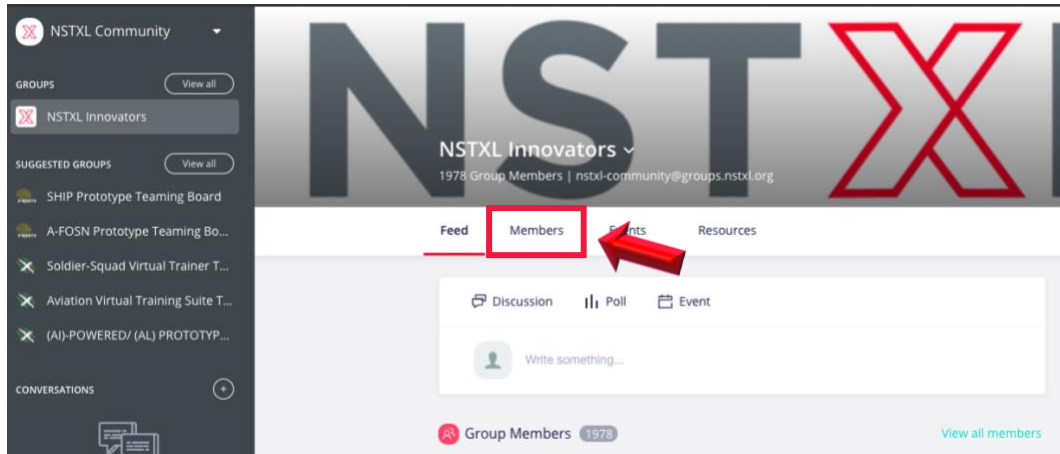 NSTXL Community
GROUPS
View all
NSTXL Innovators
SUGGESTED GROUPS
View all
SHIP Prototype Teaming Board
A-FOSN Prototype Teaming Bo...
Soldier-Squad Virtual Trainer T...
Aviation Virtual Training Suite T...
(AI)-POWERED/ (AL) PROTOTYP...
CONVERSATIONS
NSTX
NSTXL Innovators
1978 Group Members | nstxl-community@groups.nstxl.org
Feed Members Events Resources
Discussion Poll Event
Write something...
Group Members 1978
View all members